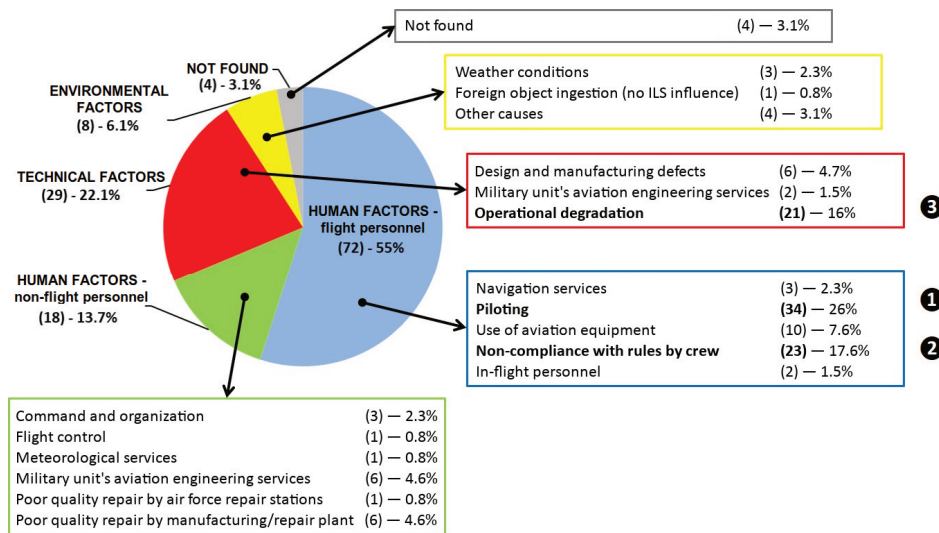 Not found (4) — 3.1%
NOT FOUND
(4) - 3.1%
ENVIRONMENTAL
FACTORS
(8) - 6.1%
Weather conditions (3) — 2.3%
Foreign object ingestion (no ILS influence) (1) — 0.8%
Other causes (4) — 3.1%
TECHNICAL FACTORS
(29) - 22.1%
Design and manufacturing defects (6) — 4.7%
Military unit's aviation engineering services (2) — 1.5%
Operational degradation (21) — 16%
3
HUMAN FACTORS -
flight personnel
(72) - 55%
HUMAN FACTORS -
non-flight personnel
(18) - 13.7%
Navigation services (3) — 2.3%
Piloting (34) — 26%
1
Use of aviation equipment (10) — 7.6%
Non-compliance with rules by crew (23) — 17.6%
2
In-flight personnel (2) — 1.5%
Command and organization (3) — 2.3%
Flight control (1) — 0.8%
Meteorological services (1) — 0.8%
Military unit's aviation engineering services (6) — 4.6%
Poor quality repair by air force repair stations (1) — 0.8%
Poor quality repair by manufacturing/repair plant (6) — 4.6%